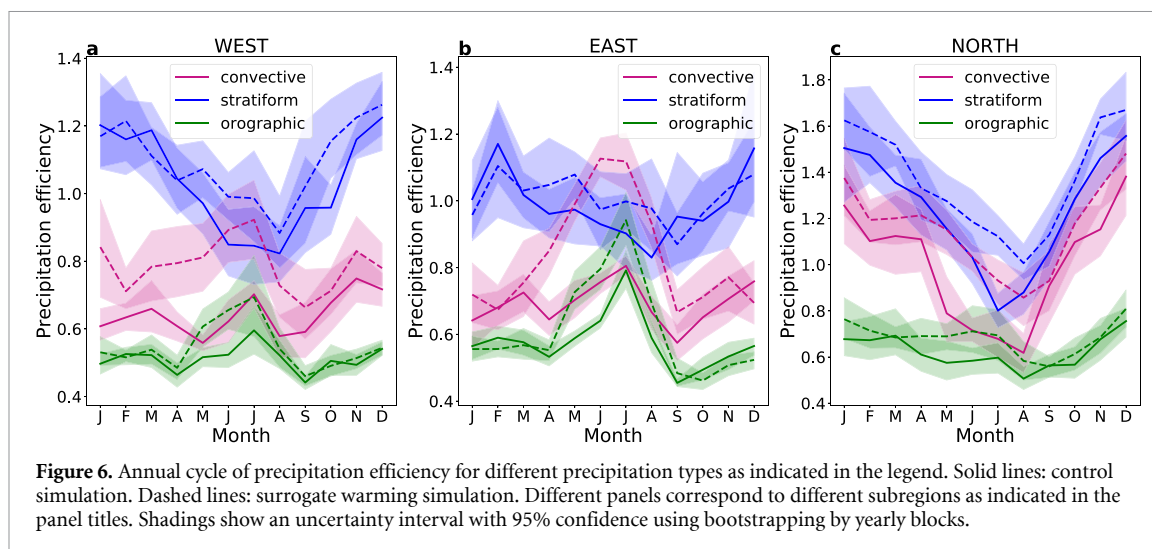 a WEST
1.4
1.2
1.0
0.8
0.6
0.4
Precipitation efficiency
convective
stratiform
orographic
J F M A M J J A S O N D
Month
b EAST
1.4
1.2
1.0
0.8
0.6
0.4
Precipitation efficiency
convective
stratiform
orographic
J F M A M J J A S O N D
Month
c NORTH
1.8
1.6
1.4
1.2
1.0
0.8
0.6
0.4
Precipitation efficiency
convective
stratiform
orographic
J F M A M J J A S O N D
Month
Figure 6. Annual cycle of precipitation efficiency for different precipitation types as indicated in the legend. Solid lines: control
simulation. Dashed lines: surrogate warming simulation. Different panels correspond to different subregions as indicated in the
panel titles. Shadings show an uncertainty interval with 95% confidence using bootstrapping by yearly blocks.